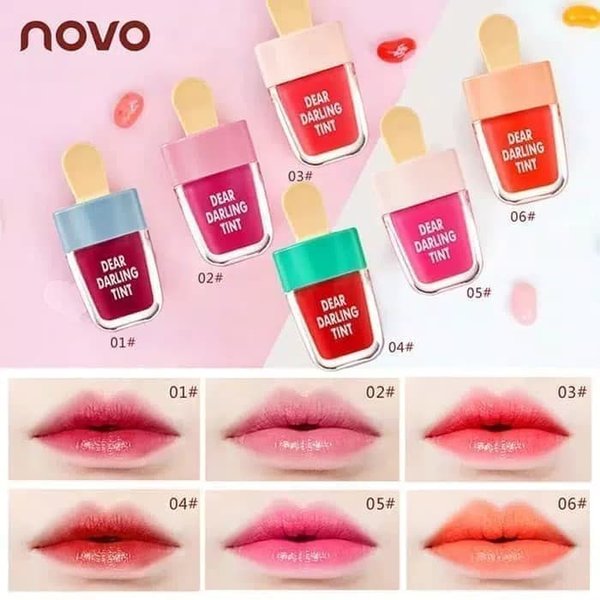 novo
DEAR
DARLING
TINT
03#
DEAR
DARLING
TINT
06#
DEAR
DARLING
TINT
02#
DEAR
DARLING
TINT
05#
DEAR
DARLING
TINT
01#
DEAR
DARLING
TINT
04#
01#
02#
03#
04#
05#
06#